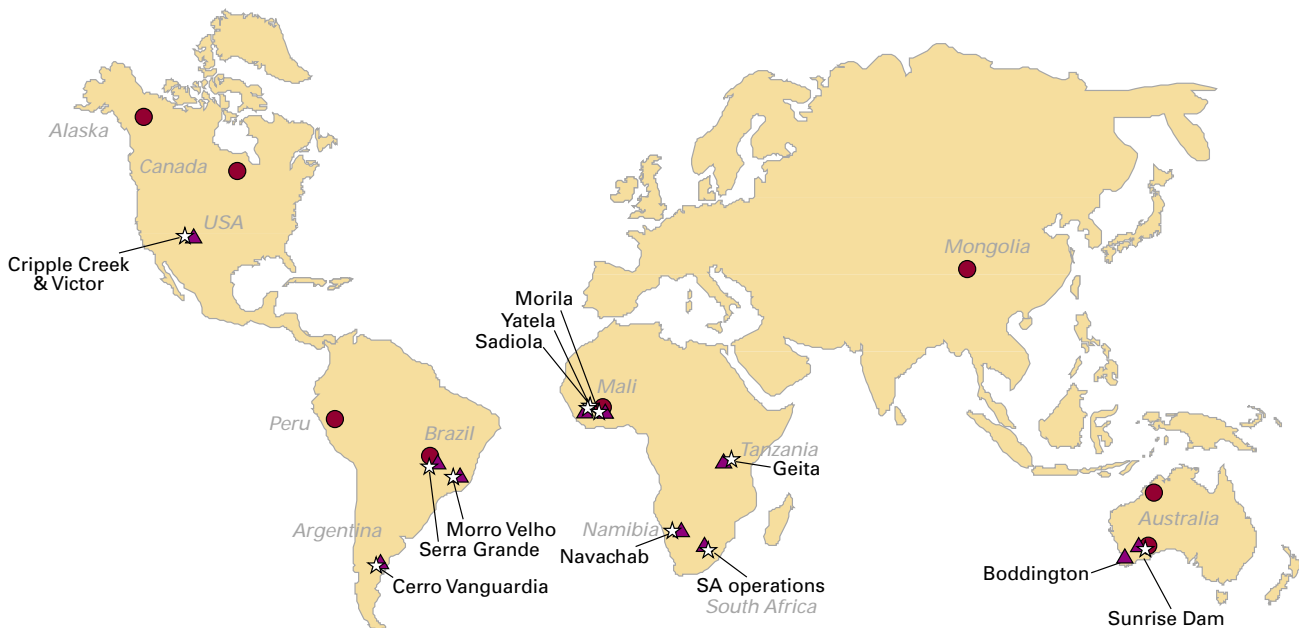 Alaska
Canada
USA
Cripple Creek
& Victor
Mongolia
Morila
Yatela
Sadiola
Mali
Peru
Brazil
Tanzania
Geita
Argentina
Morro Velho
Serra Grande
Cerro Vanguardia
Namibia
Navachab
SA operations
South Africa
Australia
Boddington
Sunrise Dam